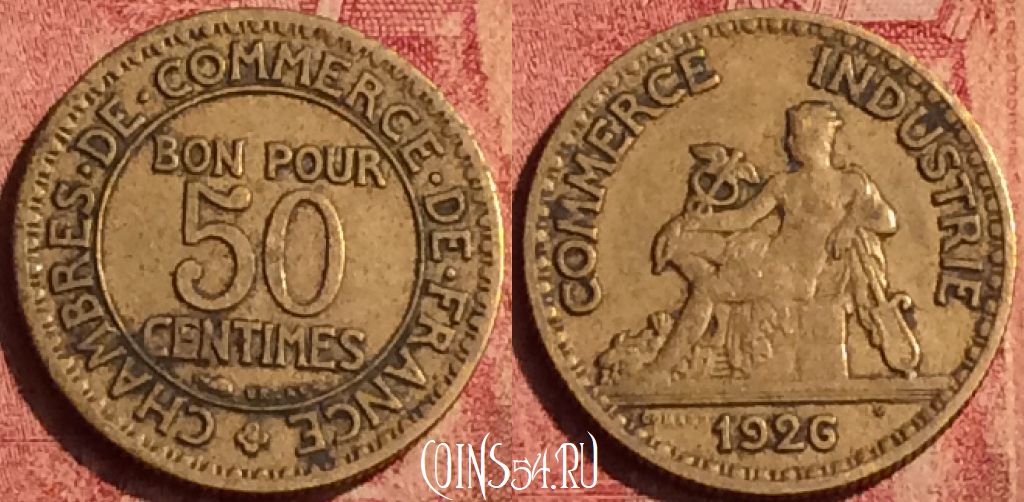 CHAMBRES·DE·COMMERCE·DE·FRANCE
BON POUR
50
CENTIMES
COMMERCE INDUSTRIE
1926
COINS54.RU